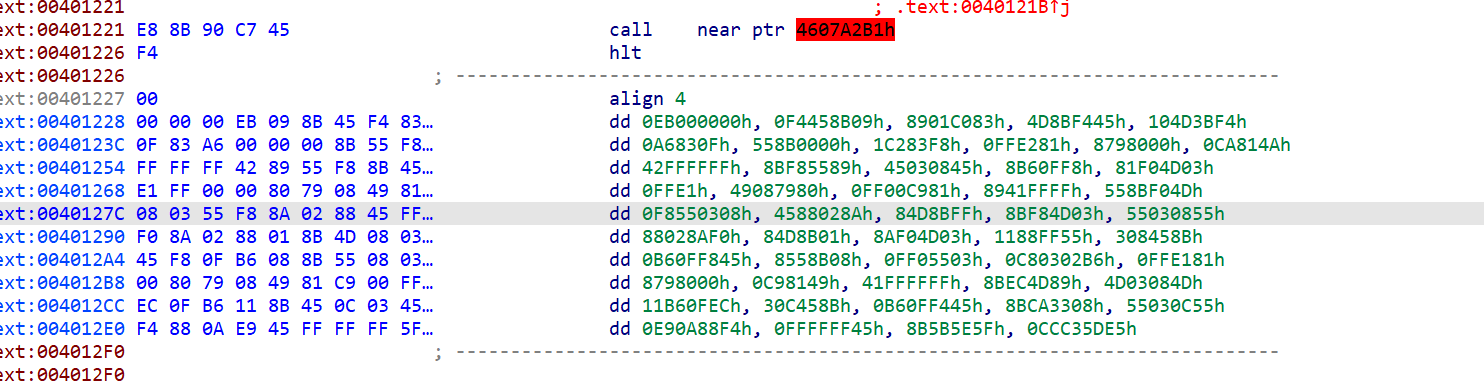 ext:00401221 ; .text:0040121B↑j
ext:00401221 E8 8B 90 C7 45 call near ptr 4607A2B1h
ext:00401226 F4 hlt
ext:00401226 ; ---------------------------------------------------------------------------
ext:00401227 00 align 4
ext:00401228 00 00 00 EB 09 8B 45 F4 83… dd 0EB000000h, 0F4458B09h, 8901C083h, 4D8BF445h, 104D3BF4h
ext:0040123C 0F 83 A6 00 00 00 8B 55 F8… dd 0A6830Fh, 558B0000h, 1C283F8h, 0FFE281h, 8798000h, 0CA814Ah
ext:00401254 FF FF FF 42 89 55 F8 8B 45… dd 42FFFFFFh, 8BF85589h, 45030845h, 8B60FF8h, 81F04D03h
ext:00401268 E1 FF 00 00 80 79 08 49 81… dd 0FFE1h, 49087980h, 0FF00C981h, 8941FFFFh, 558BF04Dh
ext:0040127C 08 03 55 F8 8A 02 88 45 FF… dd 0F8550308h, 4588028Ah, 84D8BFFh, 8BF84D03h, 55030855h
ext:00401290 F0 8A 02 88 01 8B 4D 08 03… dd 88028AF0h, 84D8B01h, 8AF04D03h, 1188FF55h, 308458Bh
ext:004012A4 45 F8 0F B6 08 8B 55 08 03… dd 0B60FF845h, 8558B08h, 0FF05503h, 0C80302B6h, 0FFE181h
ext:004012B8 00 80 79 08 49 81 C9 00 FF… dd 8798000h, 0C98149h, 41FFFFFFh, 8BEC4D89h, 4D03084Dh
ext:004012CC EC 0F B6 11 8B 45 0C 03 45… dd 11B60FECh, 30C458Bh, 0B60FF445h, 8BCA3308h, 55030C55h
ext:004012E0 F4 88 0A E9 45 FF FF FF 5F… dd 0E90A88F4h, 0FFFFFF45h, 8B5B5E5Fh, 0CCC35DE5h
ext:004012F0 ; ---------------------------------------------------------------------------
ext:004012F0